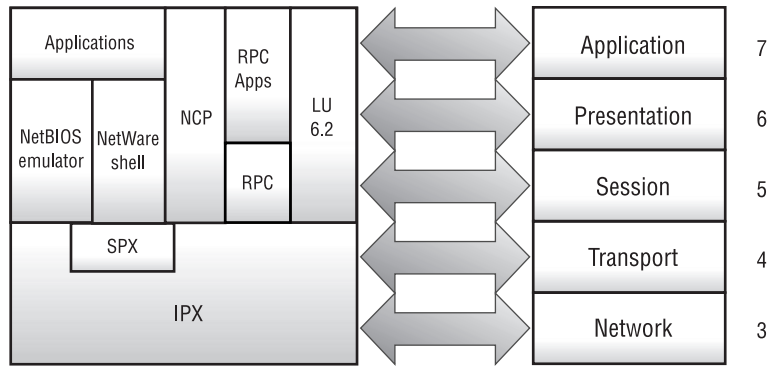 Applications
NetBIOS
emulator
NetWare
shell
NCP
RPC
Apps
RPC
LU
6.2
SPX
IPX
Application 7
Presentation 6
Session 5
Transport 4
Network 3